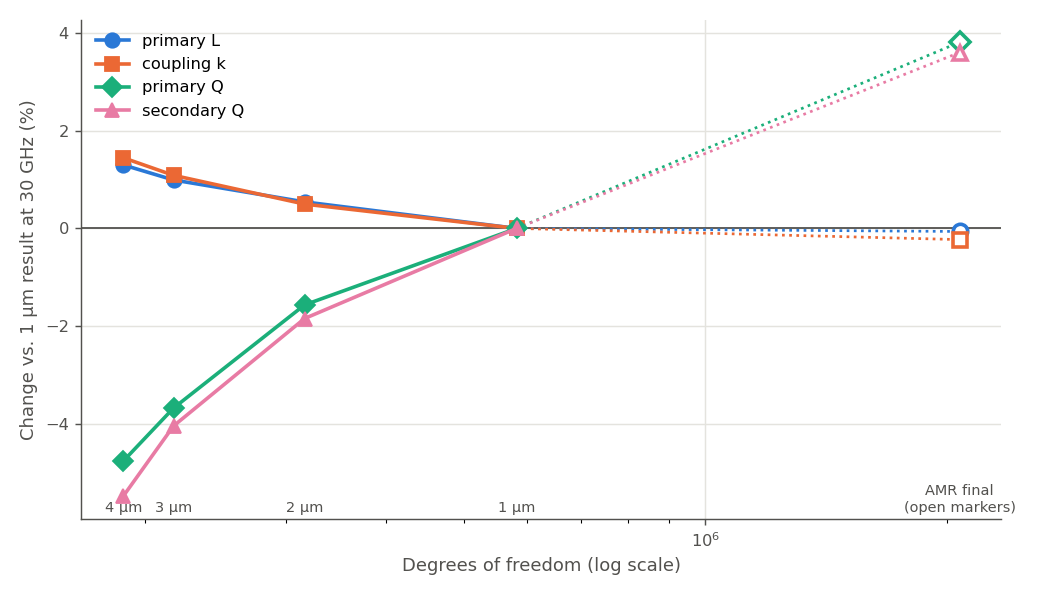 primary L
coupling k
primary Q
secondary Q
Change vs. 1 μm result at 30 GHz (%)
4
2
0
−2
−4
4 μm
3 μm
2 μm
1 μm
AMR final
(open markers)
10⁶
Degrees of freedom (log scale)